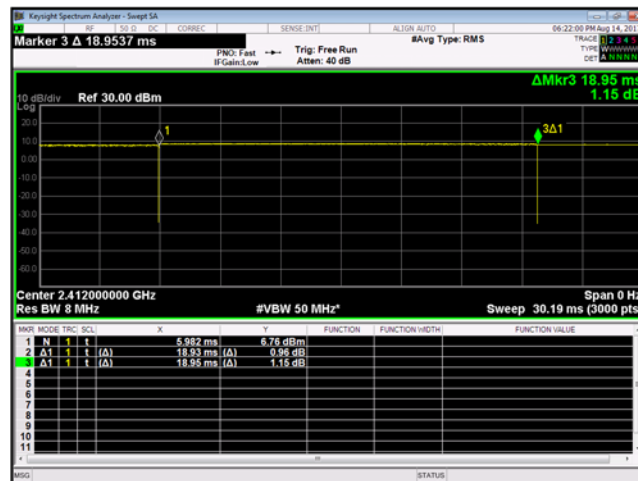 Keysight Spectrum Analyzer - Swept SA
RF 50 Ω DC CORREC SENSE:INT ALIGN AUTO 06:22:00 PM Aug 14, 201
Marker 3 Δ 18.9537 ms #Avg Type: RMS TRACE 1 2 3 4 5
PNO: Fast Trig: Free Run TYPE
IFGain:Low Atten: 40 dB DET A N N N N
ΔMkr3 18.95 ms
1.15 dB
10 dB/div Ref 30.00 dBm
Log
20.0
1 3Δ1
10.0
0.00
-10.0
-20.0
-30.0
-40.0
-50.0
-60.0
Center 2.412000000 GHz Span 0 Hz
Res BW 8 MHz #VBW 50 MHz* Sweep 30.19 ms (3000 pts
MKR MODE TRC SCL X Y FUNCTION FUNCTION WIDTH FUNCTION VALUE
1 N 1 t 5.982 ms 6.76 dBm
2 Δ1 1 t (Δ) 18.93 ms (Δ) 0.96 dB
3 Δ1 1 t (Δ) 18.95 ms (Δ) 1.15 dB
4
5
6
7
8
9
10
11
MSG STATUS